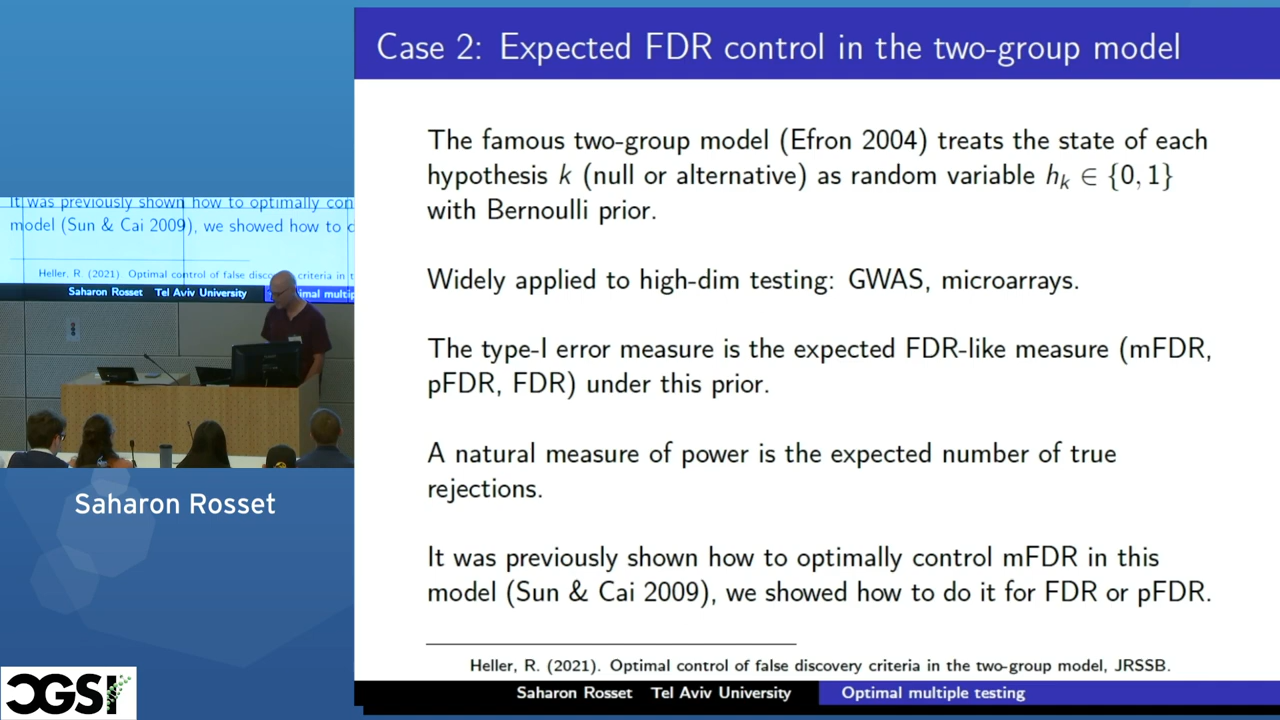 Case 2: Expected FDR control in the two-group model
The famous two-group model (Efron 2004) treats the state of each
hypothesis k (null or alternative) as random variable hₖ ∈ {0, 1}
with Bernoulli prior.
Widely applied to high-dim testing: GWAS, microarrays.
The type-I error measure is the expected FDR-like measure (mFDR,
pFDR, FDR) under this prior.
A natural measure of power is the expected number of true
rejections.
It was previously shown how to optimally control mFDR in this
model (Sun & Cai 2009), we showed how to do it for FDR or pFDR.
Heller, R. (2021). Optimal control of false discovery criteria in the two-group model, JRSSB.
Saharon Rosset Tel Aviv University Optimal multiple testing
It was previously shown how to optimally con
model (Sun & Cai 2009), we showed how to d
Heller, R. (2021) Optimal control of false disco criteria in t
Saharon Rosset Tel Aviv University imal multip
Saharon Rosset
CGSI